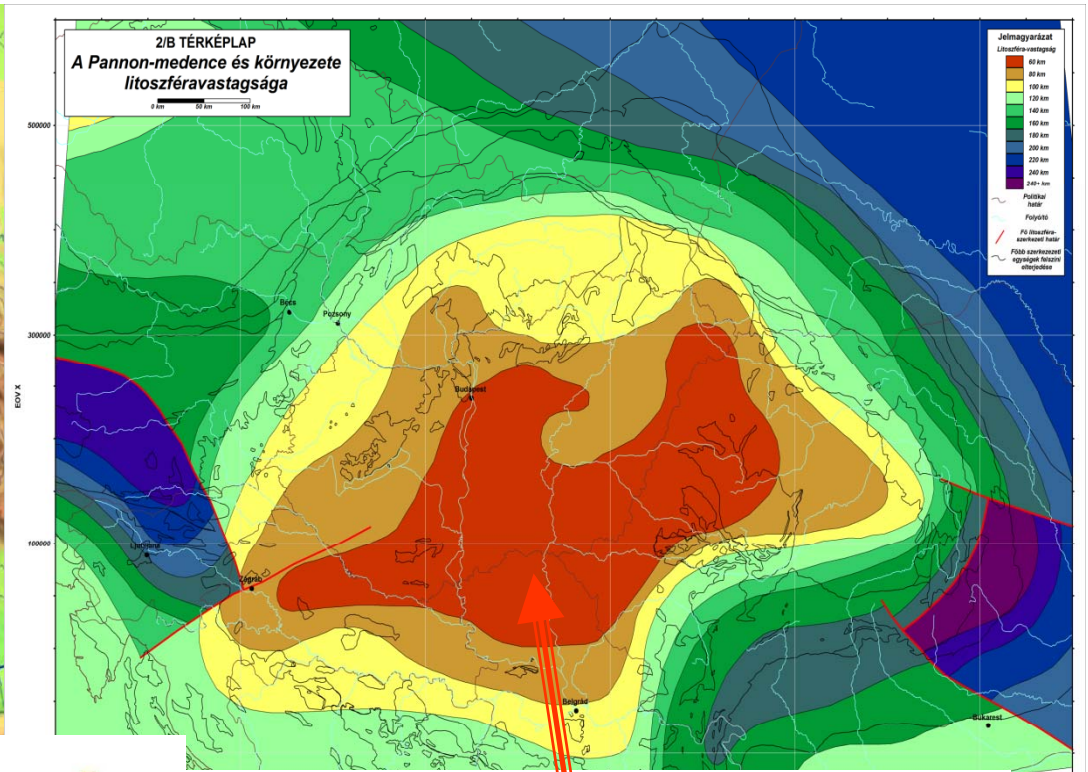 2/B TÉRKÉPLAP
A Pannon-medence és környezete
litoszféravastagsága
0 km 50 km 100 km
Jelmagyarázat
Litoszféra-vastagság
60 km
80 km
100 km
120 km
140 km
160 km
180 km
200 km
220 km
240 km
240+ km
Politikai
határ
Folyó/tó
Fő litoszféra-
szerkezeti határ
Főbb szerkezeti
egységek felszíni
elterjedése
500000
300000
100000
EOV X
Bécs
Pozsony
Budapest
Ljubljana
Zágráb
Belgrád
Bukarest